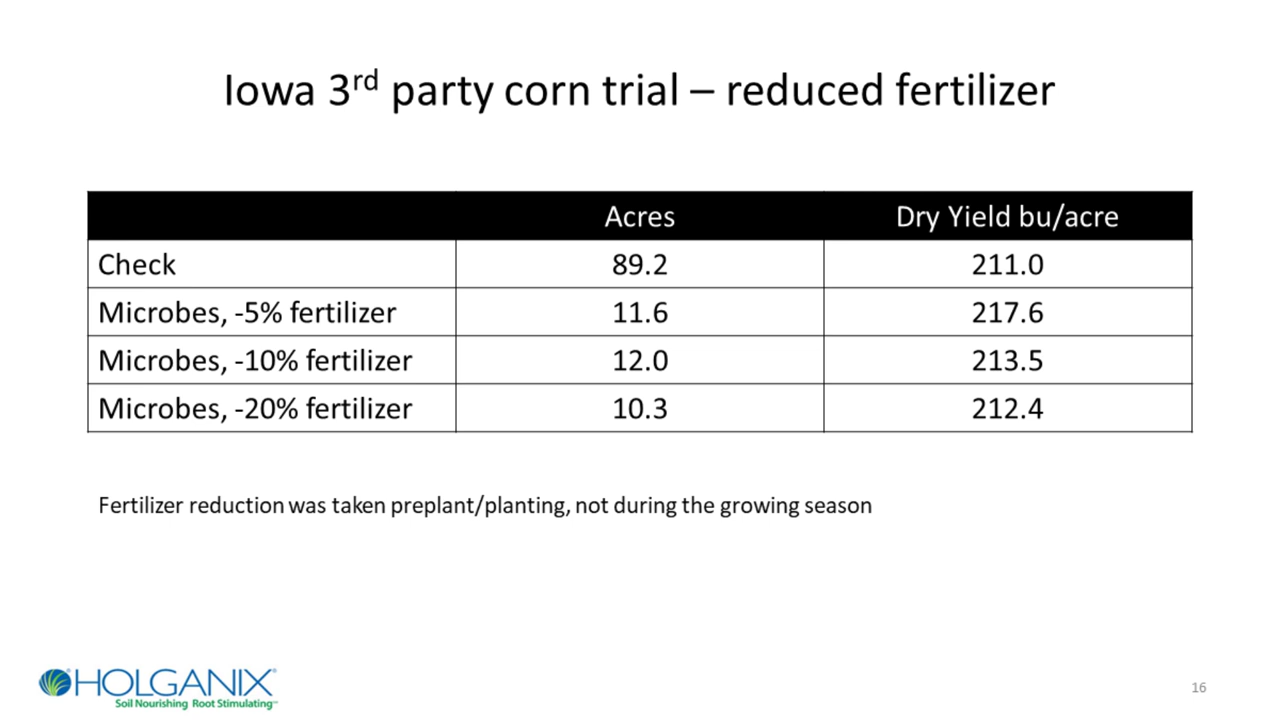 Iowa 3rd party corn trial – reduced fertilizer
Acres Dry Yield bu/acre
Check 89.2 211.0
Microbes, -5% fertilizer 11.6 217.6
Microbes, -10% fertilizer 12.0 213.5
Microbes, -20% fertilizer 10.3 212.4
Fertilizer reduction was taken preplant/planting, not during the growing season
HOLGANIX®
Soil Nourishing Root Stimulating℠
16